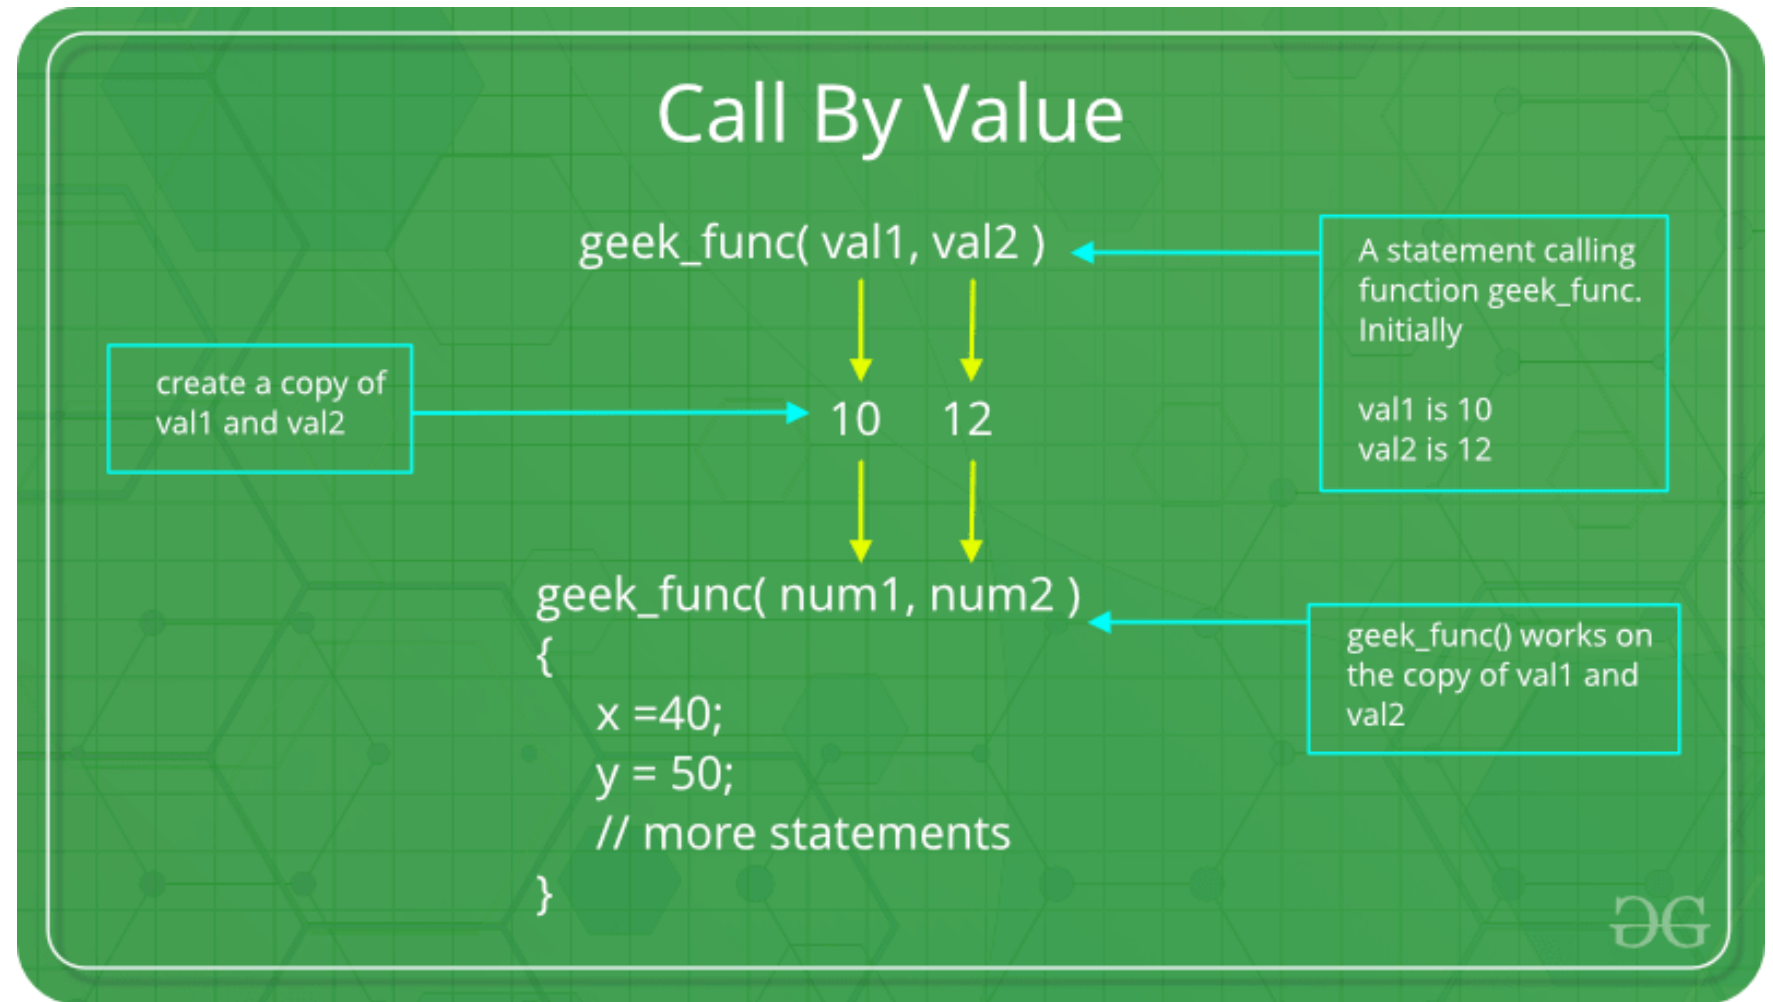 Call By Value
geek_func( val1, val2 )
A statement calling
function geek_func.
Initially
val1 is 10
val2 is 12
create a copy of
val1 and val2
10 12
geek_func( num1, num2 )
{
x =40;
y = 50;
// more statements
}
geek_func() works on
the copy of val1 and
val2